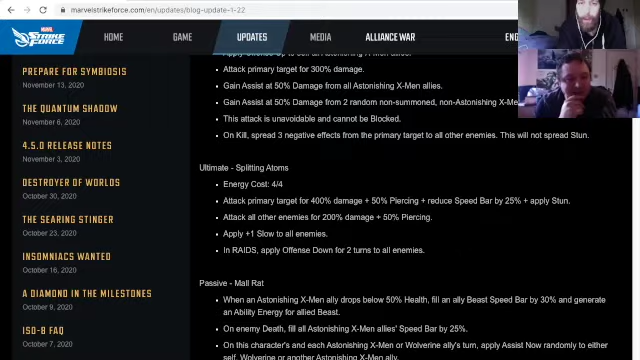 marvelstrikeforce.com/en/updates/blog-update-1-22
MARVEL
STRIKE
FORCE
HOME
GAME
UPDATES
MEDIA
ALLIANCE WAR
PREPARE FOR SYMBIOSIS
November 13, 2020
THE QUANTUM SHADOW
November 6, 2020
4.5.0 RELEASE NOTES
November 3, 2020
DESTROYER OF WORLDS
October 30, 2020
THE SEARING STINGER
October 23, 2020
INSOMNIACS WANTED
October 16, 2020
A DIAMOND IN THE MILESTONES
October 9, 2020
ISO-8 FAQ
October 7, 2020
Attack primary target for 300% damage.
Gain Assist at 50% Damage from all Astonishing X-Men allies.
Gain Assist at 50% Damage from 2 random non-summoned, non-Astonishing X-Me
This attack is unavoidable and cannot be Blocked.
On Kill, spread 3 negative effects from the primary target to all other enemies. This will not spread Stun.
Ultimate - Splitting Atoms
Energy Cost: 4/4
Attack primary target for 400% damage + 50% Piercing + reduce Speed Bar by 25% + apply Stun.
Attack all other enemies for 200% damage + 50% Piercing.
Apply +1 Slow to all enemies.
In RAIDS, apply Offense Down for 2 turns to all enemies.
Passive - Mall Rat
When an Astonishing X-Men ally drops below 50% Health, fill an ally Beast Speed Bar by 30% and generate
an Ability Energy for allied Beast.
On enemy Death, fill all Astonishing X-Men allies' Speed Bar by 25%.
On this character's and each Astonishing X-Men or Wolverine ally's turn, apply Assist Now randomly to either
self, Wolverine or another Astonishing X-Men ally.